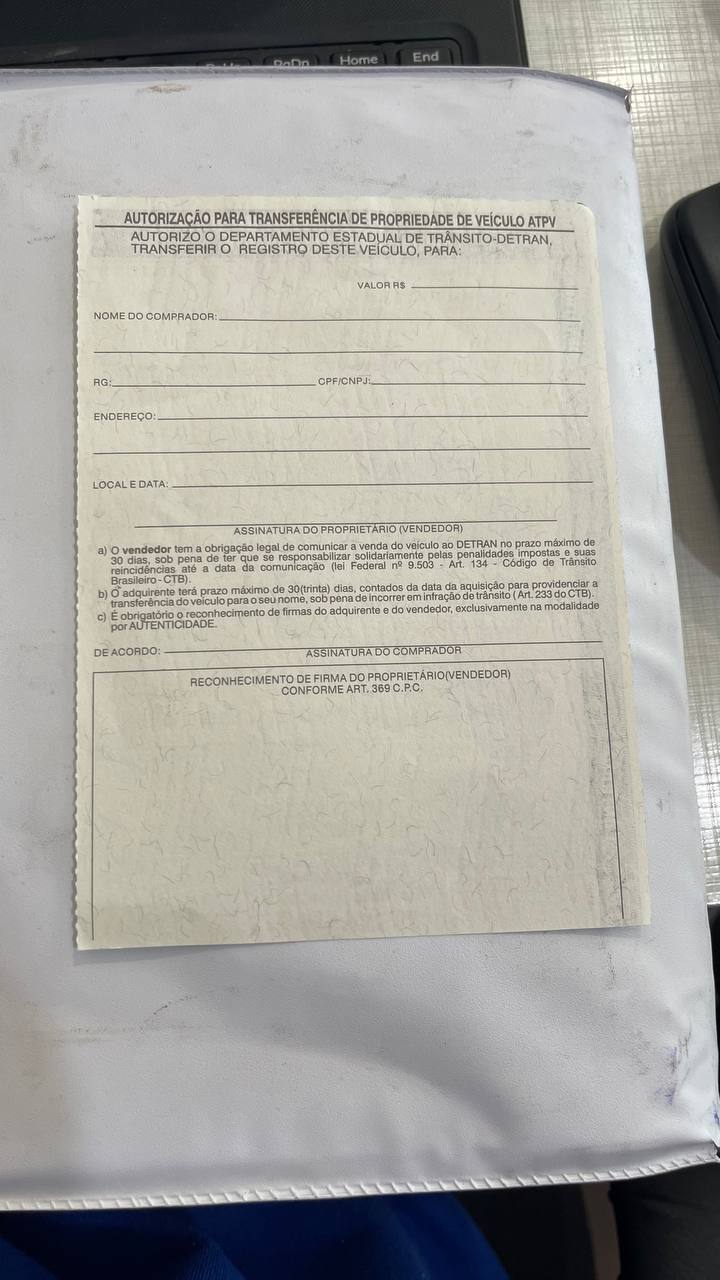 Home
End
AUTORIZAÇÃO PARA TRANSFERÊNCIA DE PROPRIEDADE DE VEÍCULO ATPV
AUTORIZO O DEPARTAMENTO ESTADUAL DE TRÂNSITO-DETRAN,
TRANSFERIR O REGISTRO DESTE VEÍCULO, PARA:
VALOR R$
NOME DO COMPRADOR:
RG: CPF/CNPJ:
ENDEREÇO:
LOCAL E DATA:
ASSINATURA DO PROPRIETÁRIO (VENDEDOR)
a) O vendedor tem a obrigação legal de comunicar a venda do veículo ao DETRAN no prazo máximo de
30 dias, sob pena de ter que se responsabilizar solidariamente pelas penalidades impostas e suas
reincidências até a data da comunicação (lei Federal nº 9.503 - Art. 134 - Código de Trânsito
Brasileiro - CTB).
b) O adquirente terá prazo máximo de 30(trinta) dias, contados da data da aquisição para providenciar a
transferência do veículo para o seu nome, sob pena de incorrer em infração de trânsito ( Art. 233 do CTB).
c) É obrigatório o reconhecimento de firmas do adquirente e do vendedor, exclusivamente na modalidade
por AUTENTICIDADE.
DE ACORDO:
ASSINATURA DO COMPRADOR
RECONHECIMENTO DE FIRMA DO PROPRIETÁRIO(VENDEDOR)
CONFORME ART. 369 C.P.C.